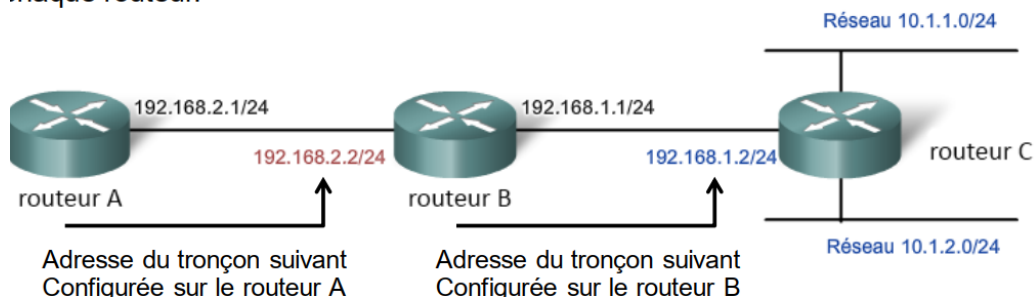 chaque routeur.
Réseau 10.1.1.0/24
192.168.2.1/24
192.168.1.1/24
192.168.2.2/24
192.168.1.2/24
routeur C
routeur A
routeur B
Réseau 10.1.2.0/24
Adresse du tronçon suivant
Configurée sur le routeur A
Adresse du tronçon suivant
Configurée sur le routeur B